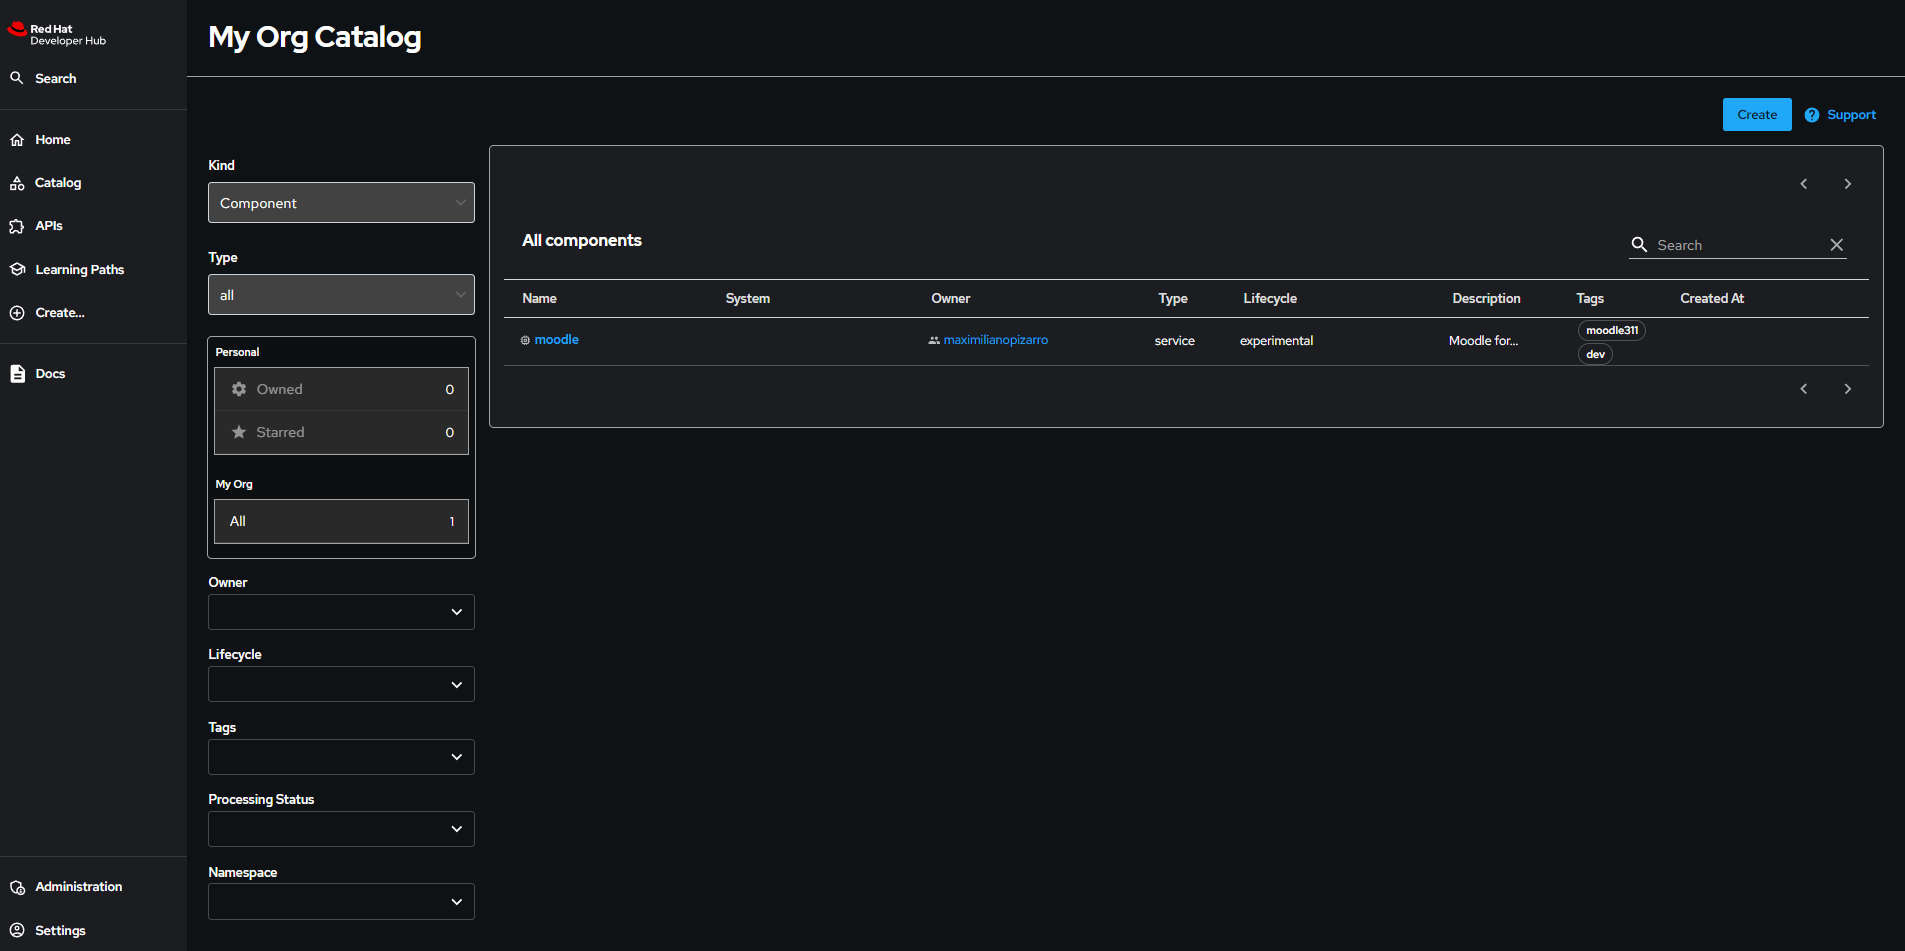 Red Hat
Developer Hub
Search
Home
Catalog
APIs
Learning Paths
Create...
Docs
Administration
Settings
My Org Catalog
Create
Support
Kind
Component
Type
all
Personal
Owned 0
Starred 0
My Org
All 1
Owner
Lifecycle
Tags
Processing Status
Namespace
All components
Search
Name System Owner Type Lifecycle Description Tags Created At
moodle maximilianopizarro service experimental Moodle for... moodle311
dev